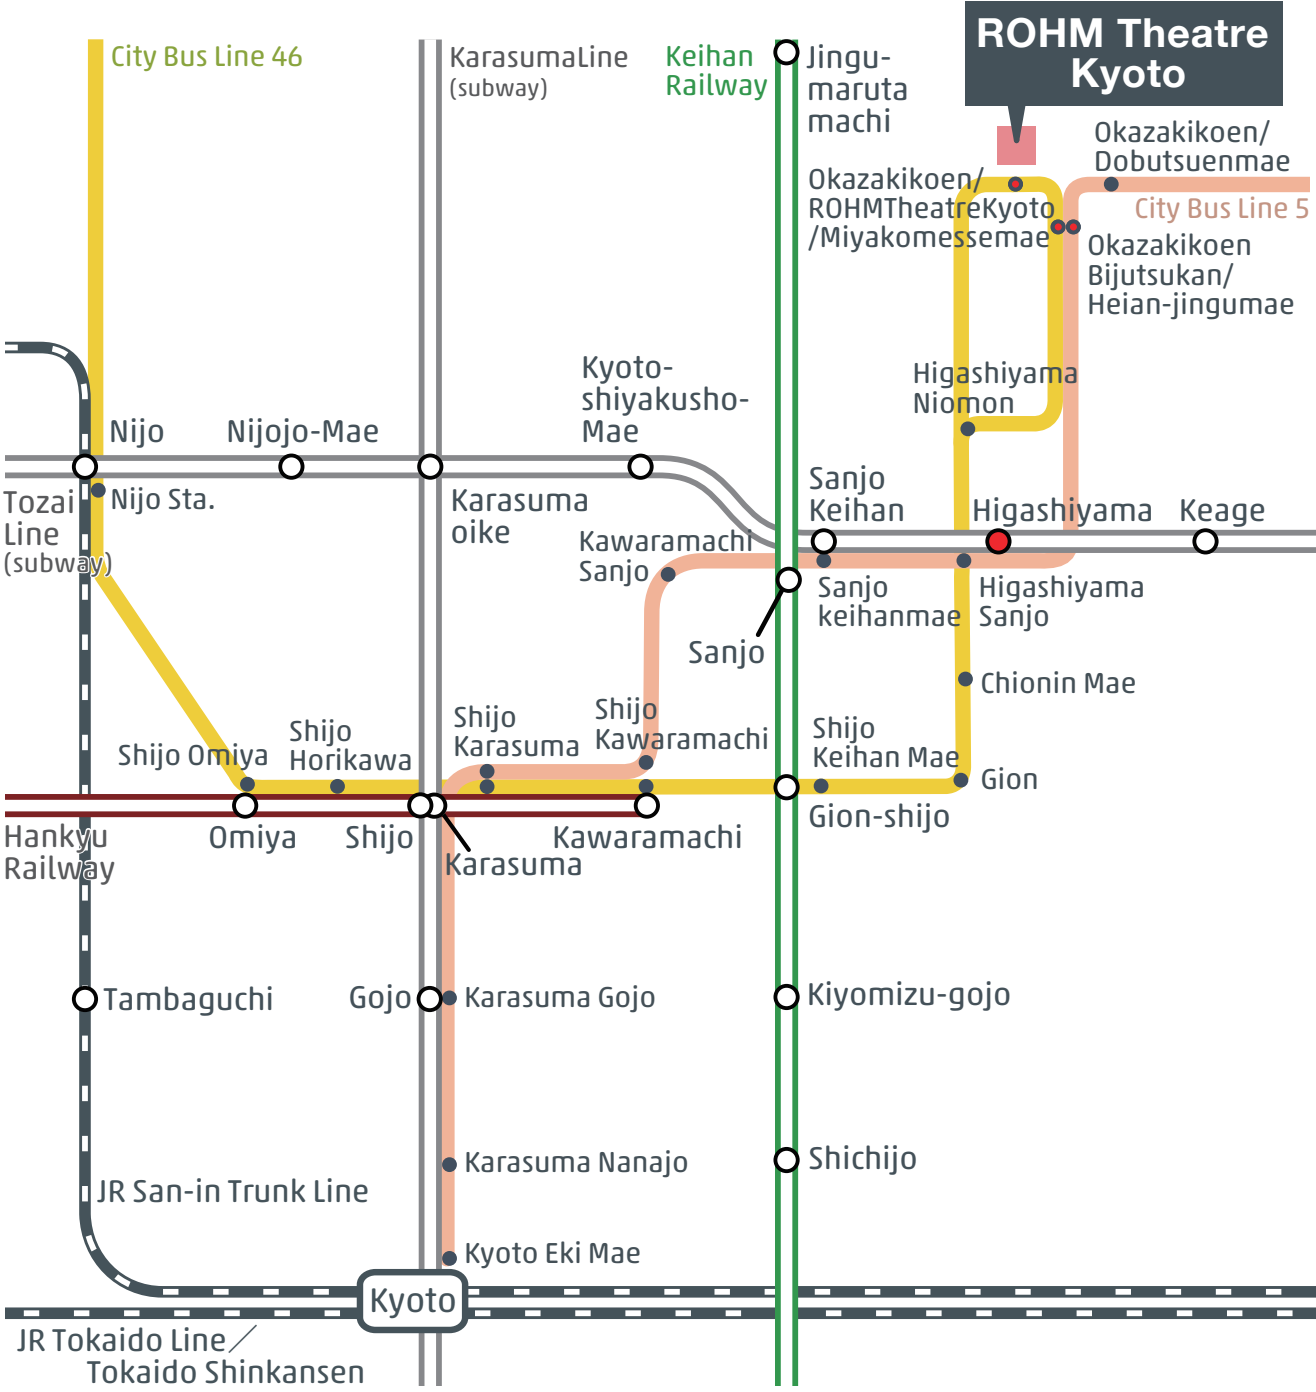 City Bus Line 46
KarasumaLine
(subway)
Keihan
Railway
Jingu-
maruta
machi
ROHM Theatre
Kyoto
Okazakikoen/
Dobutsuenmae
City Bus Line 5
Okazakikoen/
ROHMTheatreKyoto
/Miyakomessemae
Okazakikoen
Bijutsukan/
Heian-jingumae
Higashiyama
Niomon
Kyoto-
shiyakusho-
Mae
Nijo
Nijojo-Mae
Tozai
Line
(subway)
Nijo Sta.
Karasuma
oike
Sanjo
Keihan
Higashiyama
Keage
Kawaramachi
Sanjo
Sanjo
keihanmae
Higashiyama
Sanjo
Sanjo
Chionin Mae
Shijo Omiya
Shijo
Horikawa
Shijo
Karasuma
Shijo
Kawaramachi
Shijo
Keihan Mae
Gion
Gion-shijo
Hankyu
Railway
Omiya
Shijo
Karasuma
Kawaramachi
Tambaguchi
Gojo
Karasuma Gojo
Kiyomizu-gojo
Karasuma Nanajo
Shichijo
JR San-in Trunk Line
Kyoto Eki Mae
Kyoto
JR Tokaido Line／
Tokaido Shinkansen